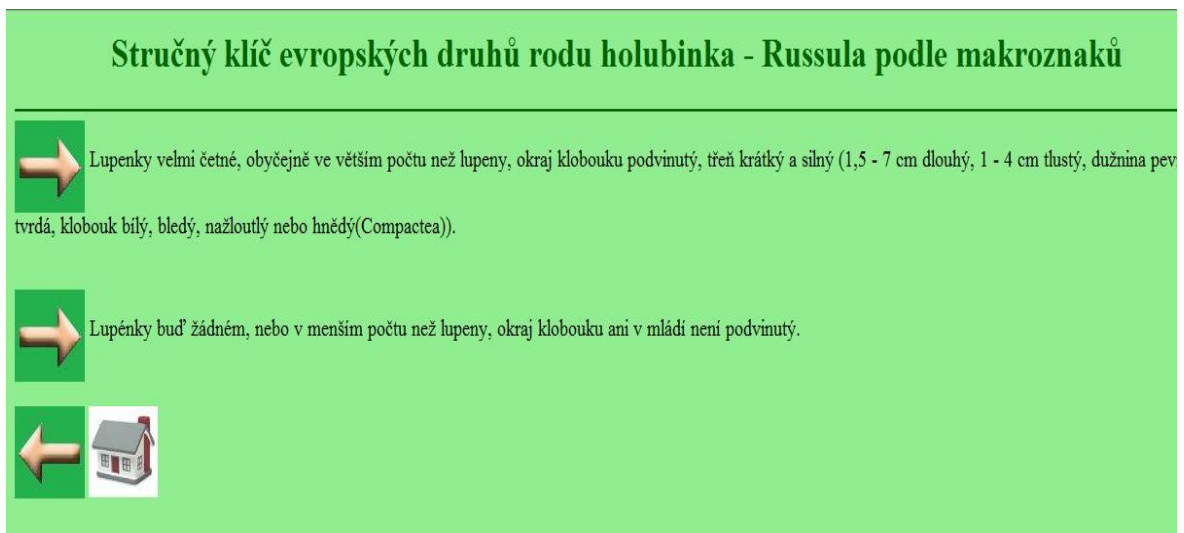 Stručný klíč evropských druhů rodu holubinka - Russula podle makroznaků
Lupenky velmi četné, obyčejně ve větším počtu než lupeny, okraj klobouku podvinutý, třeň krátký a silný (1,5 - 7 cm dlouhý, 1 - 4 cm tlustý, dužnina
tvrdá, klobouk bílý, bledý, nažloutlý nebo hnědý(Compactea)).
Lupénky buď žádném, nebo v menším počtu než lupeny, okraj klobouku ani v mládí není podvinutý.